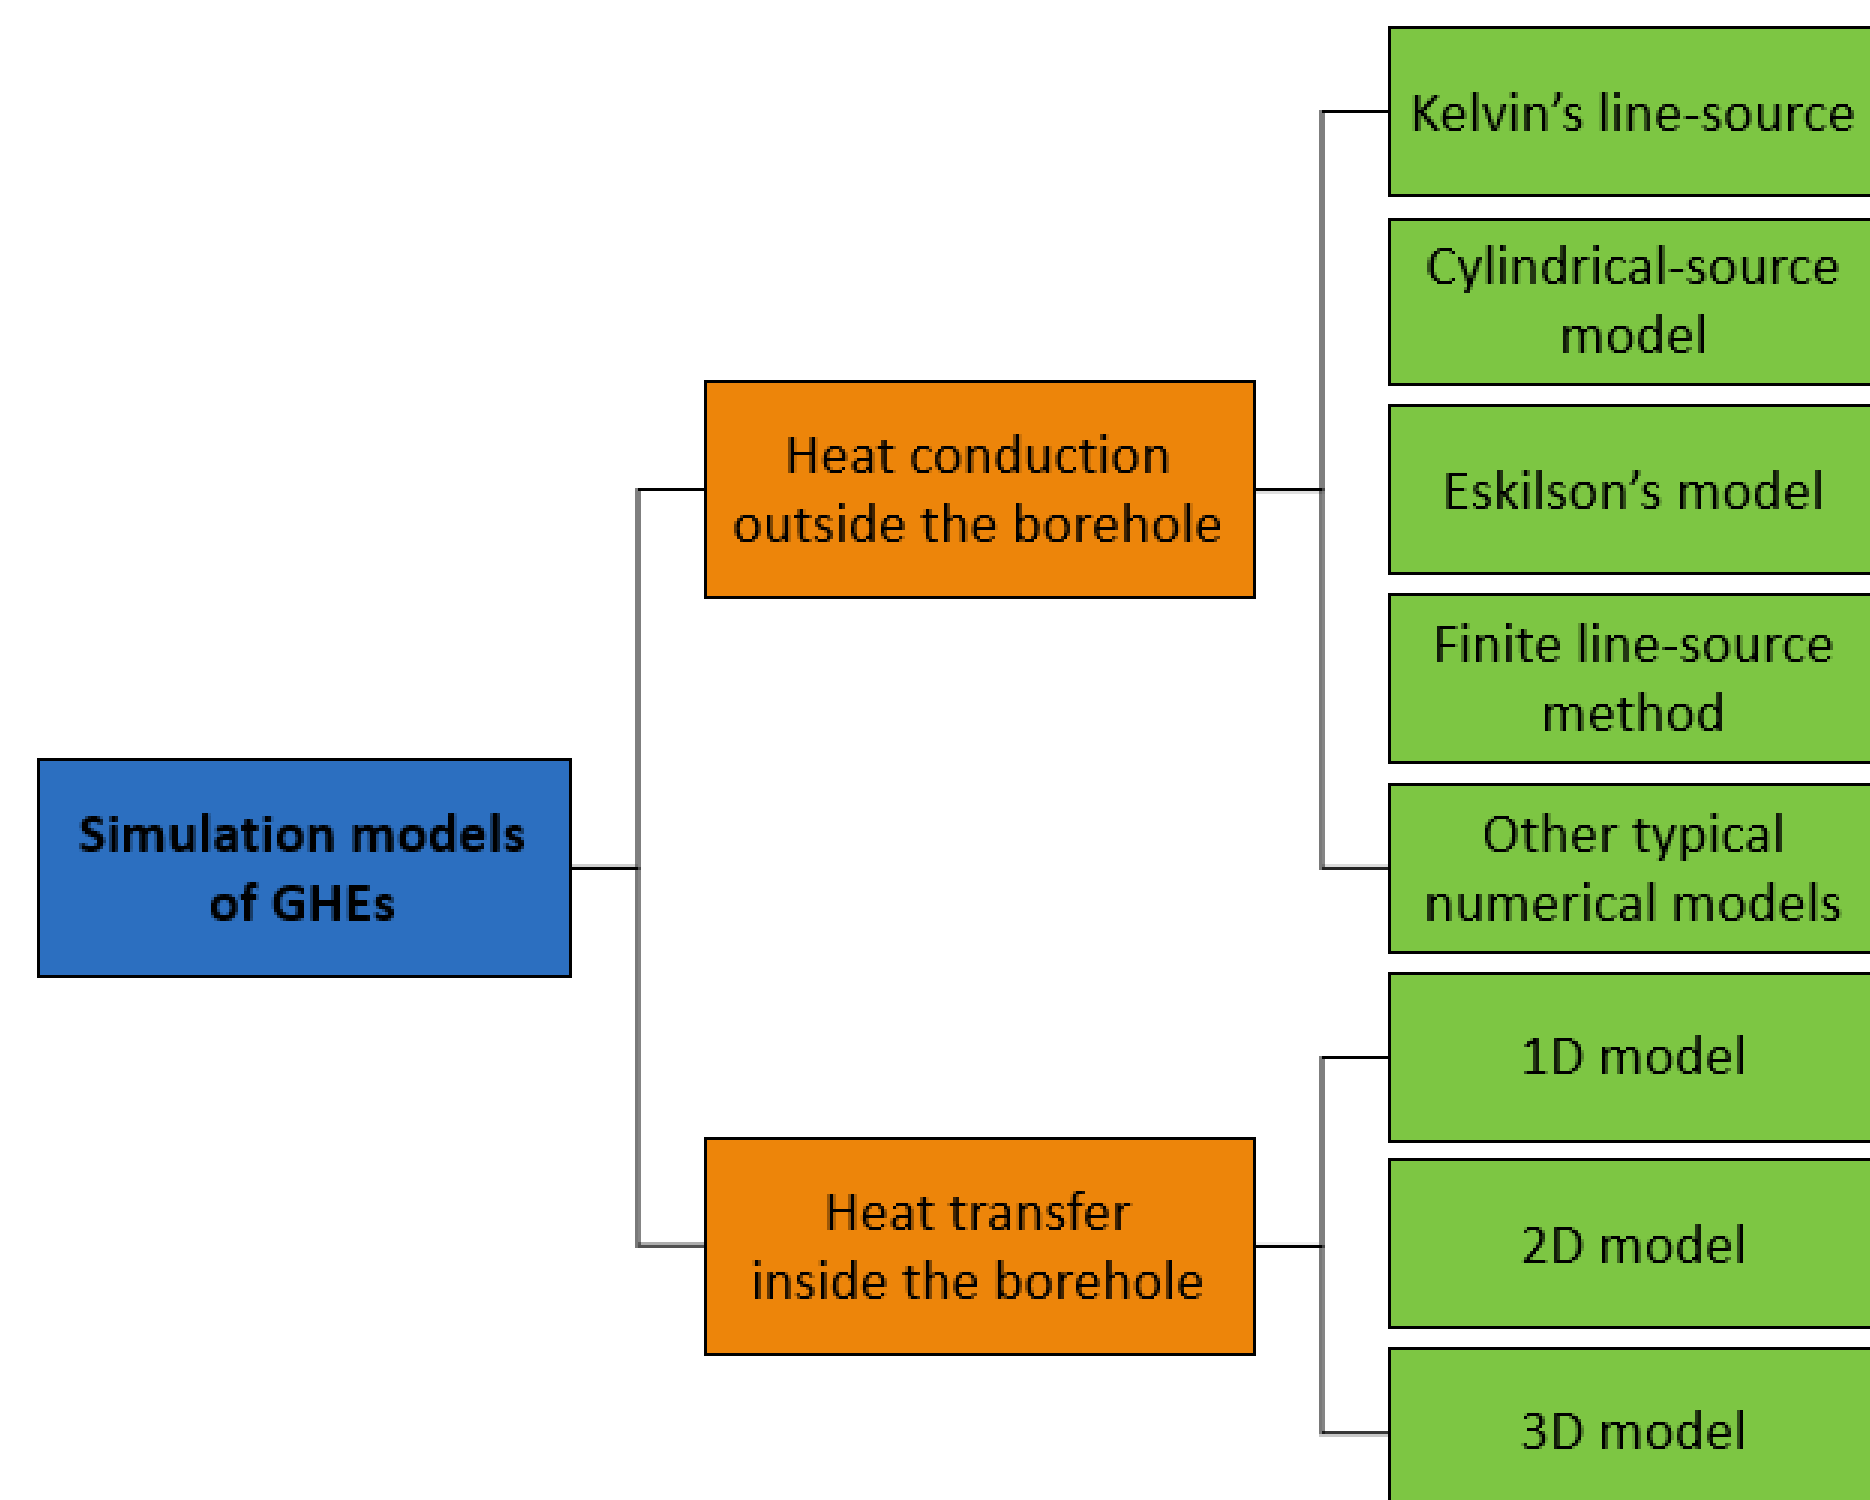 Simulation models
of GHEs
Heat conduction
outside the borehole
Kelvin’s line-source
Cylindrical-source
model
Eskilson’s model
Finite line-source
method
Other typical
numerical models
Heat transfer
inside the borehole
1D model
2D model
3D model